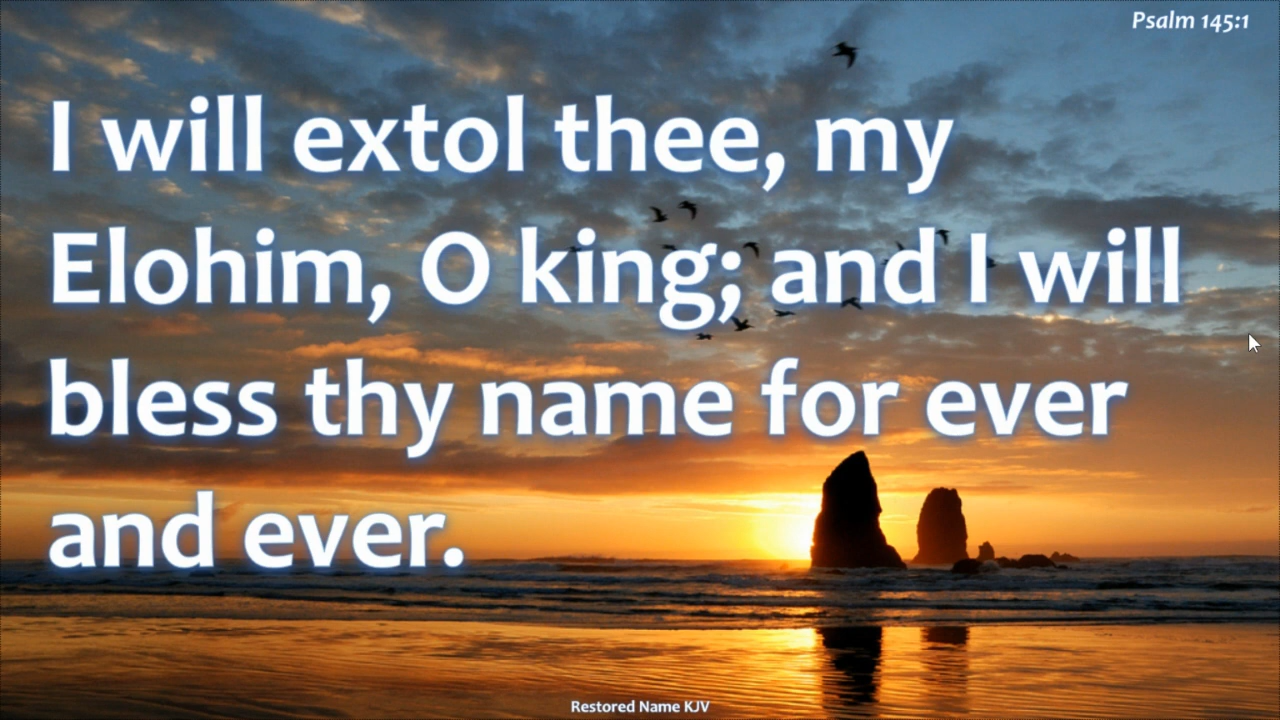 Psalm 145:1
I will extol thee, my
Elohim, O king; and I will
bless thy name for ever
and ever.
Restored Name KJV